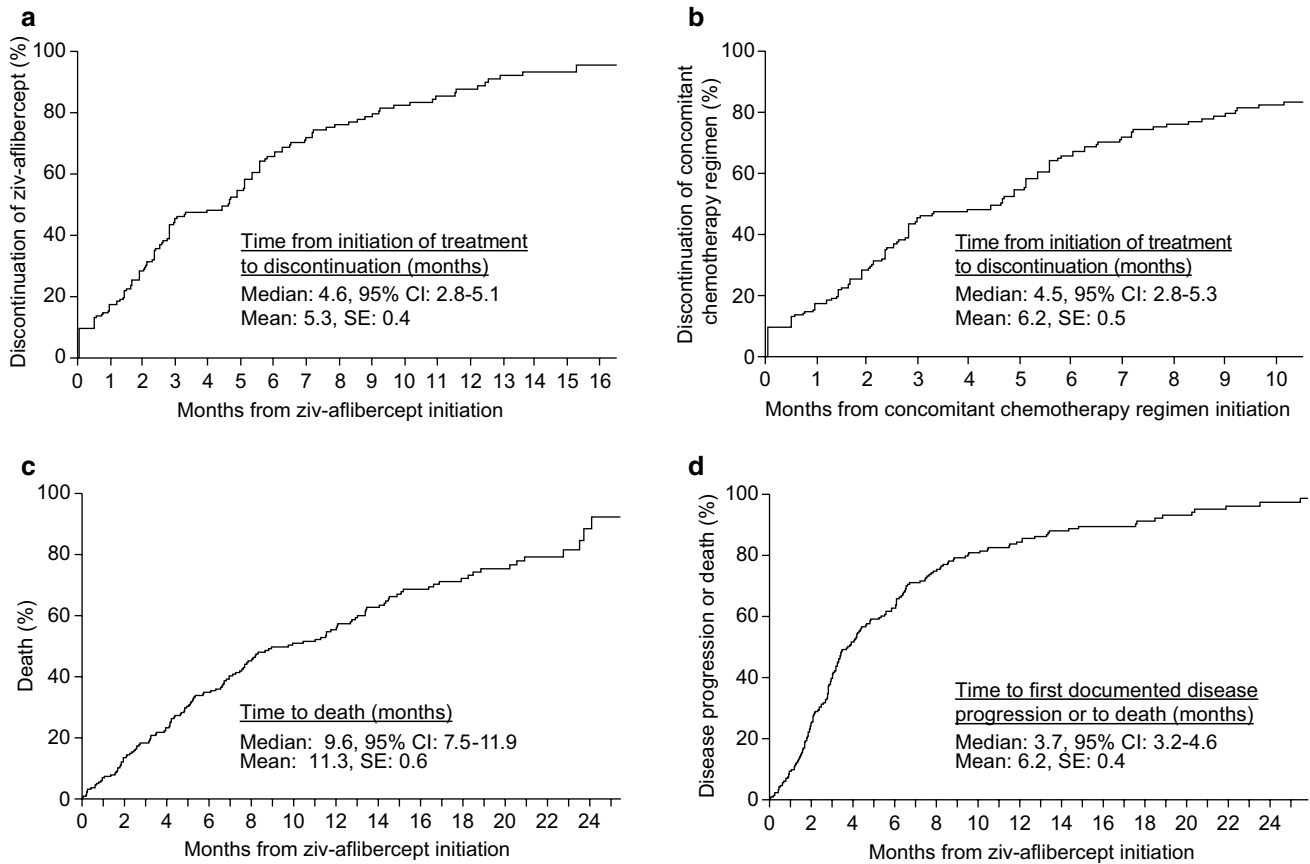 a
Discontinuation of ziv-aflibercept (%)
100
80
60
40
20
0
Time from initiation of treatment
to discontinuation (months)
Median: 4.6, 95% CI: 2.8-5.1
Mean: 5.3, SE: 0.4
0 1 2 3 4 5 6 7 8 9 10 11 12 13 14 15 16
Months from ziv-aflibercept initiation
b
Discontinuation of concomitant
chemotherapy regimen (%)
100
80
60
40
20
0
Time from initiation of treatment
to discontinuation (months)
Median: 4.5, 95% CI: 2.8-5.3
Mean: 6.2, SE: 0.5
0 1 2 3 4 5 6 7 8 9 10
Months from concomitant chemotherapy regimen initiation
c
Death (%)
100
80
60
40
20
0
Time to death (months)
Median: 9.6, 95% CI: 7.5-11.9
Mean: 11.3, SE: 0.6
0 2 4 6 8 10 12 14 16 18 20 22 24
Months from ziv-aflibercept initiation
d
Disease progression or death (%)
100
80
60
40
20
0
Time to first documented disease
progression or to death (months)
Median: 3.7, 95% CI: 3.2-4.6
Mean: 6.2, SE: 0.4
0 2 4 6 8 10 12 14 16 18 20 22 24
Months from ziv-aflibercept initiation